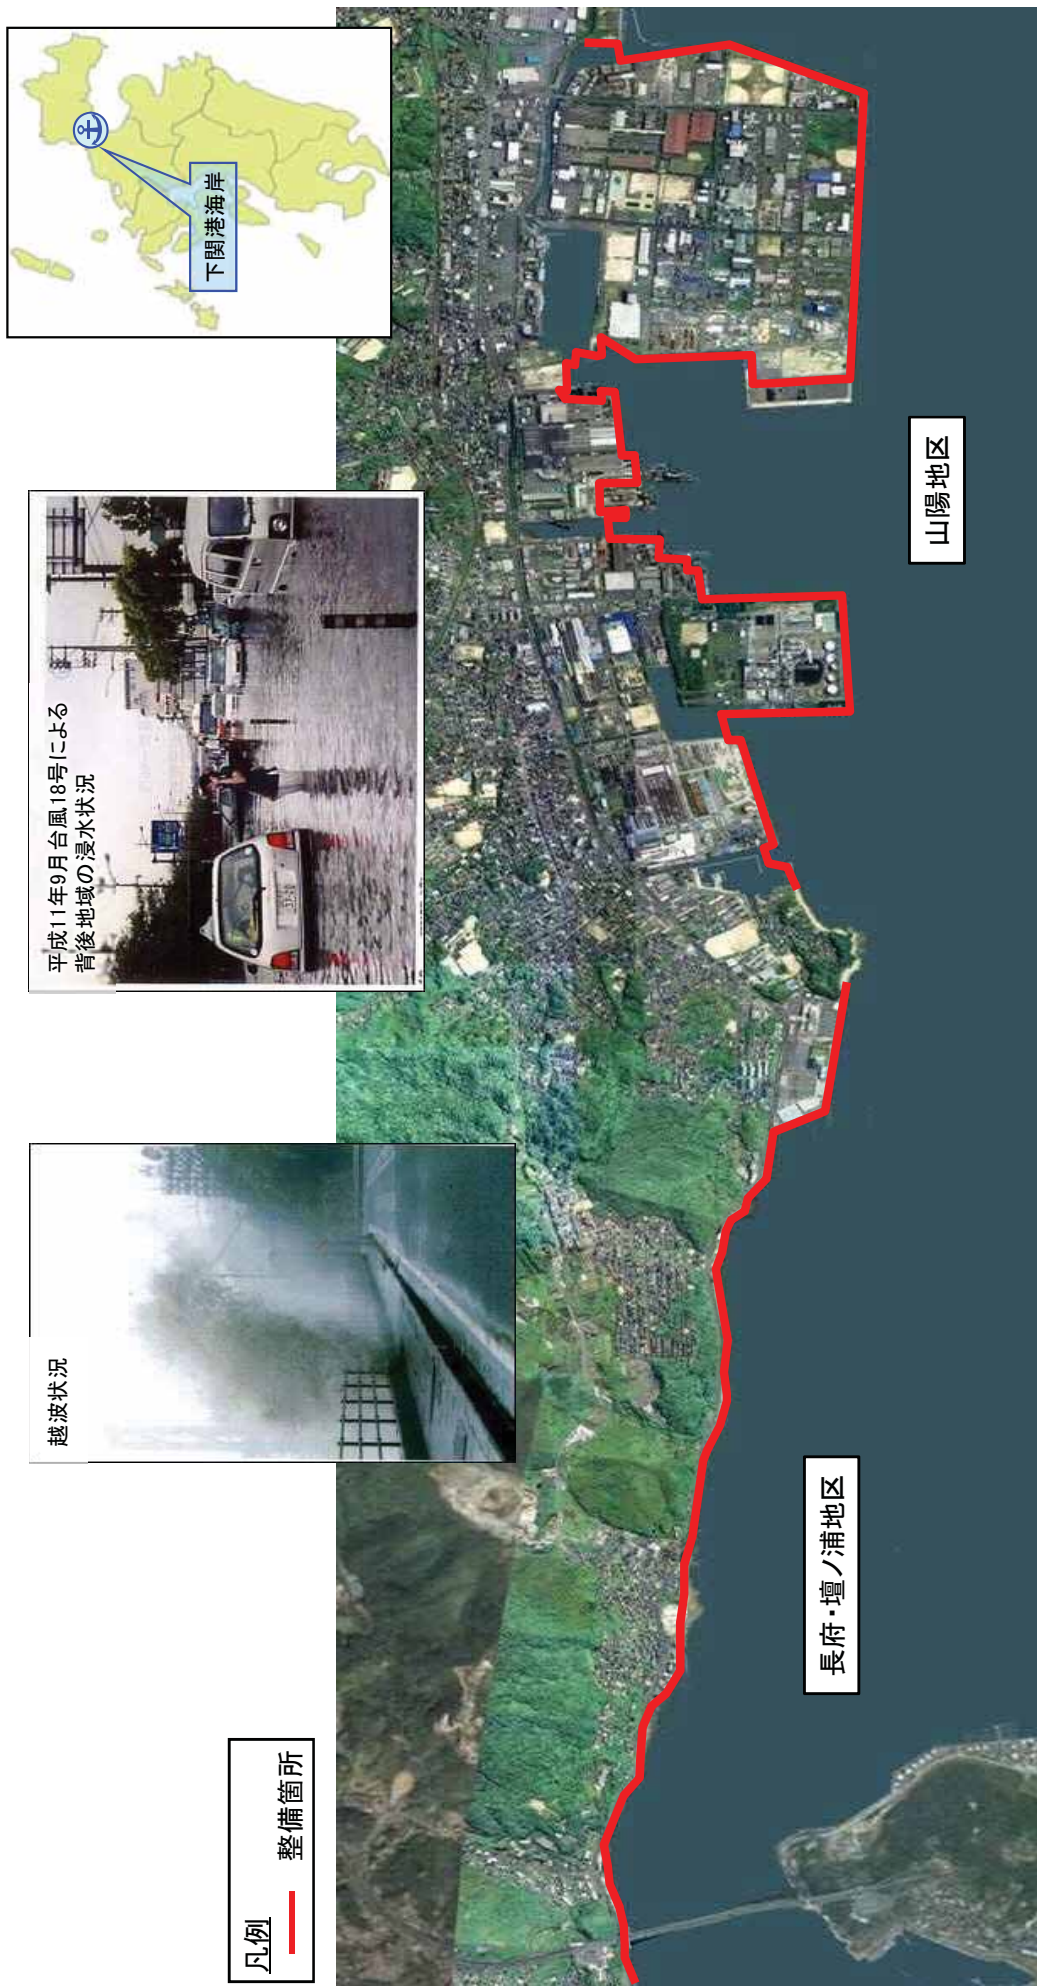 凡例
整備箇所
越波状況
平成11年9月台風18号による
背後地域の浸水状況
下関港海岸
長府・壇ノ浦地区
山陽地区